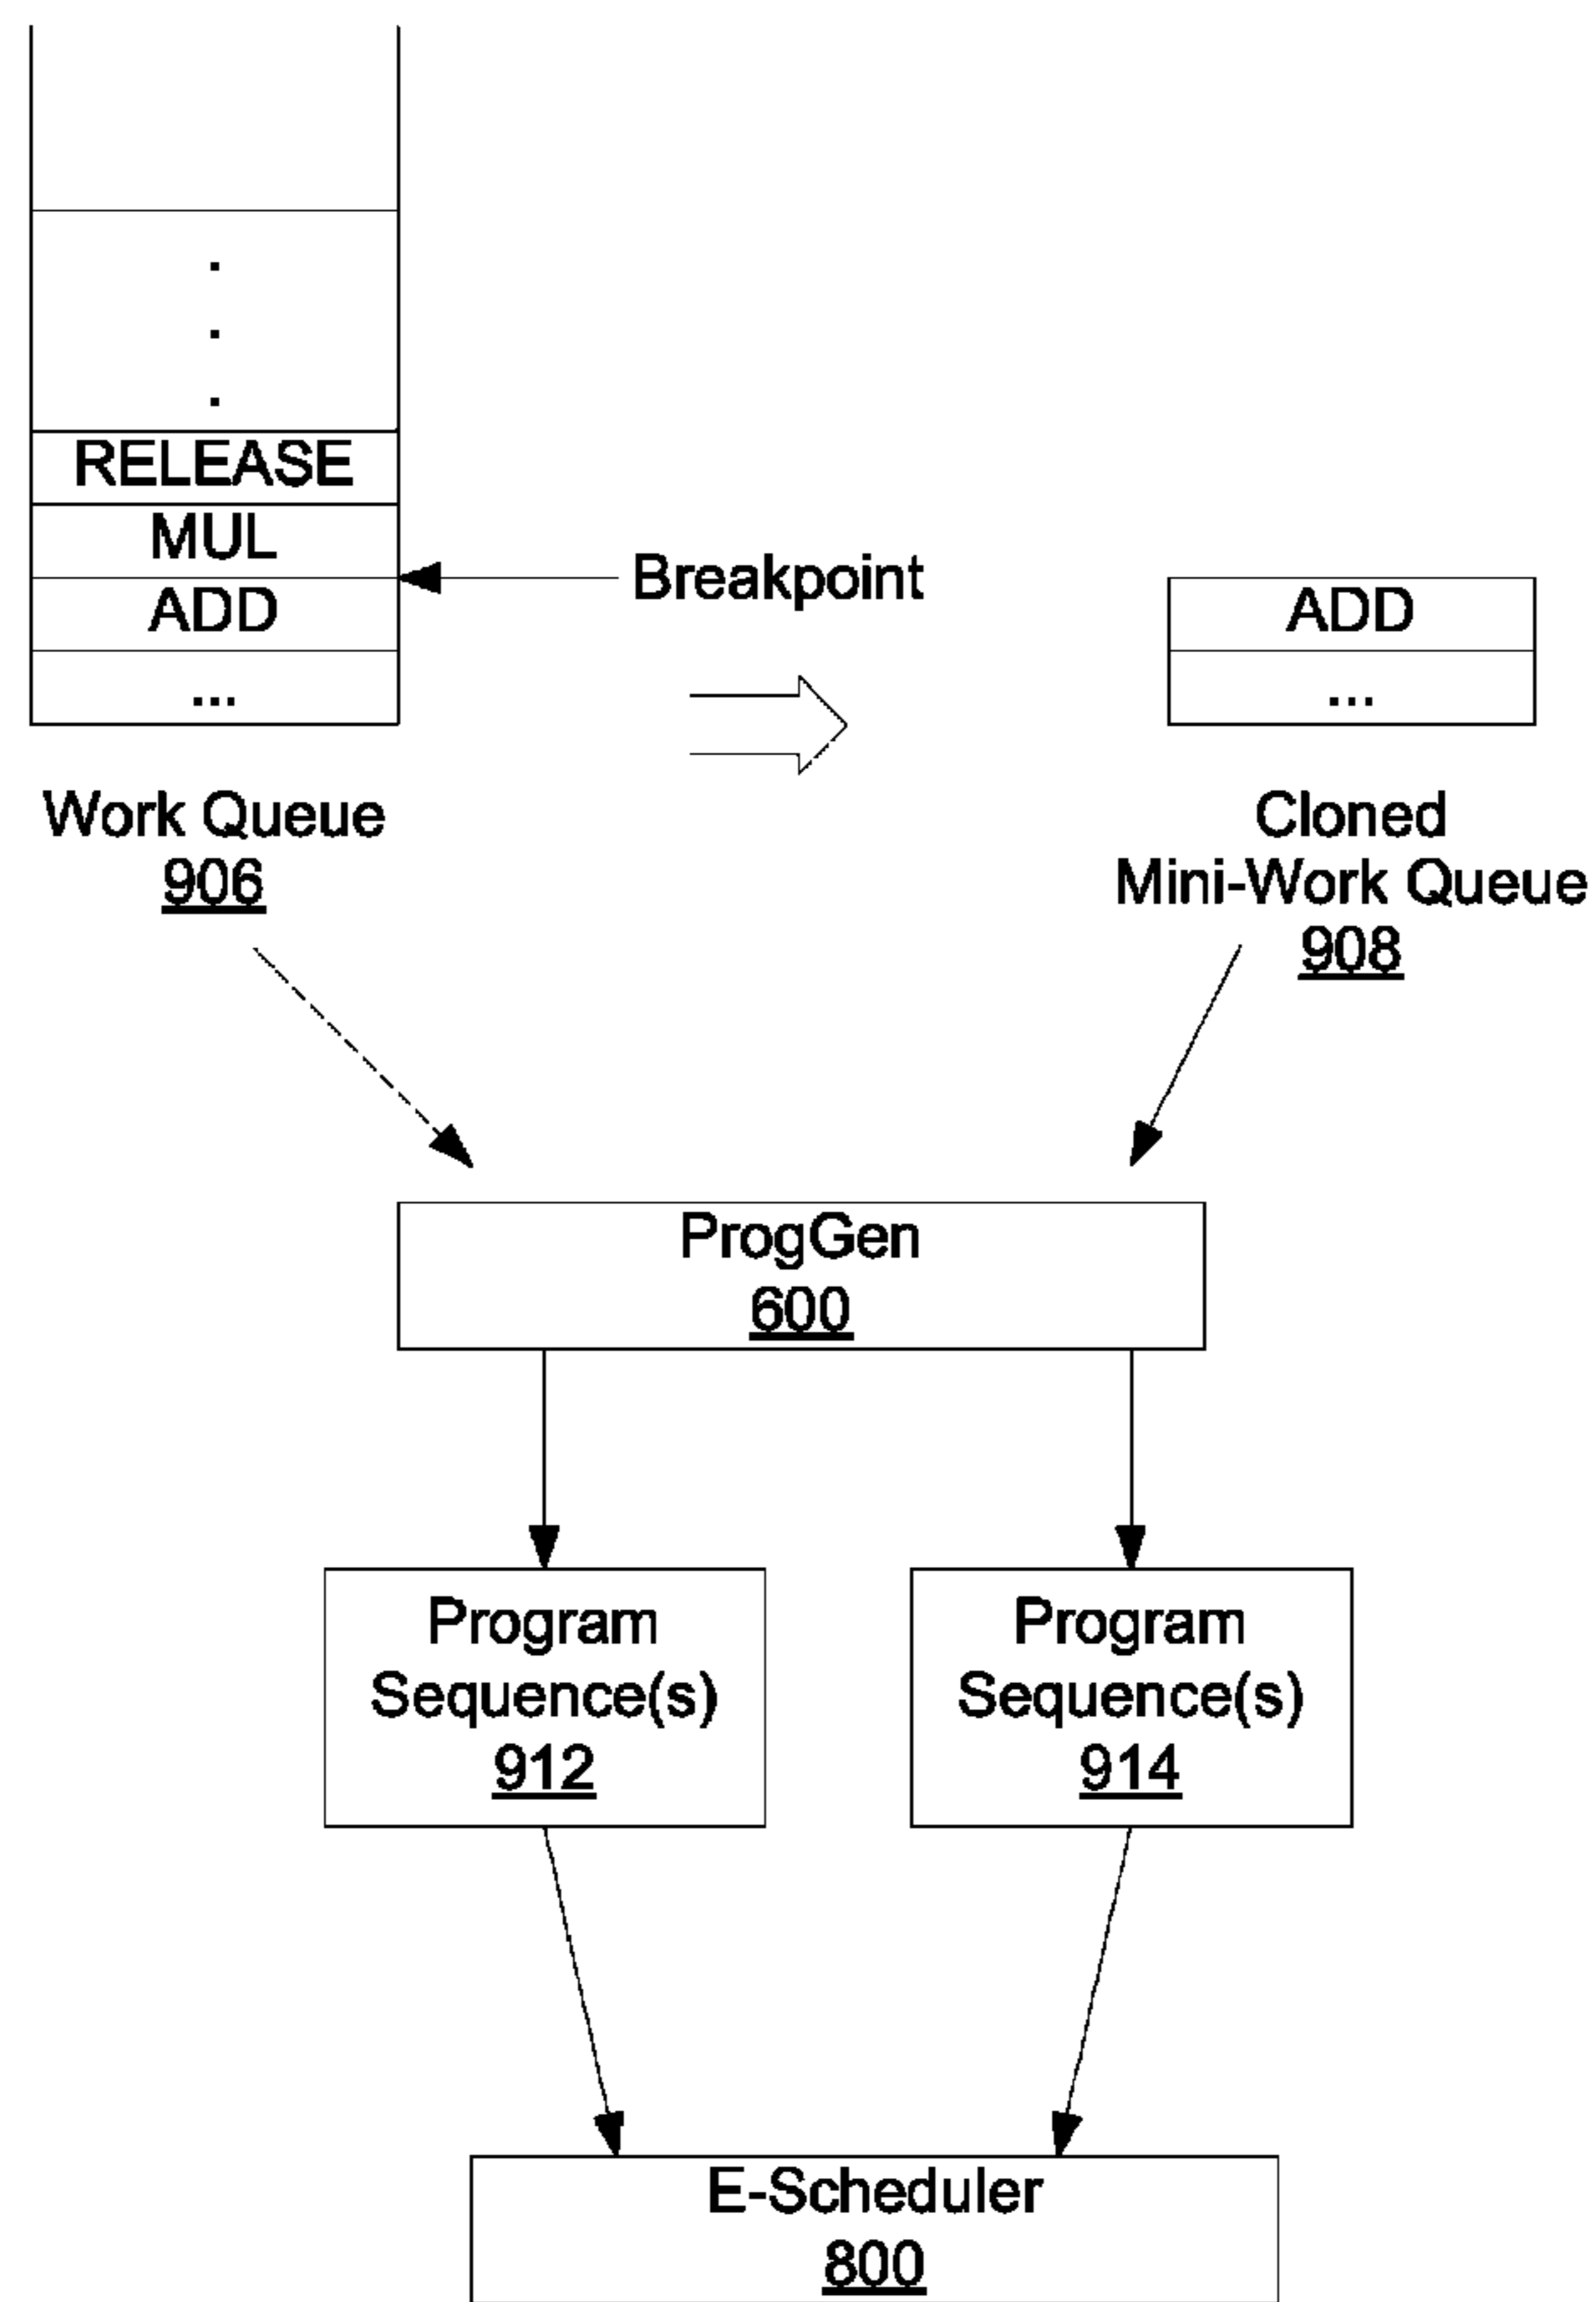 .
.
.
RELEASE
MUL
ADD
...
Breakpoint
ADD
...
Work Queue
906
Cloned
Mini-Work Queue
908
ProgGen
600
Program
Sequence(s)
912
Program
Sequence(s)
914
E-Scheduler
800